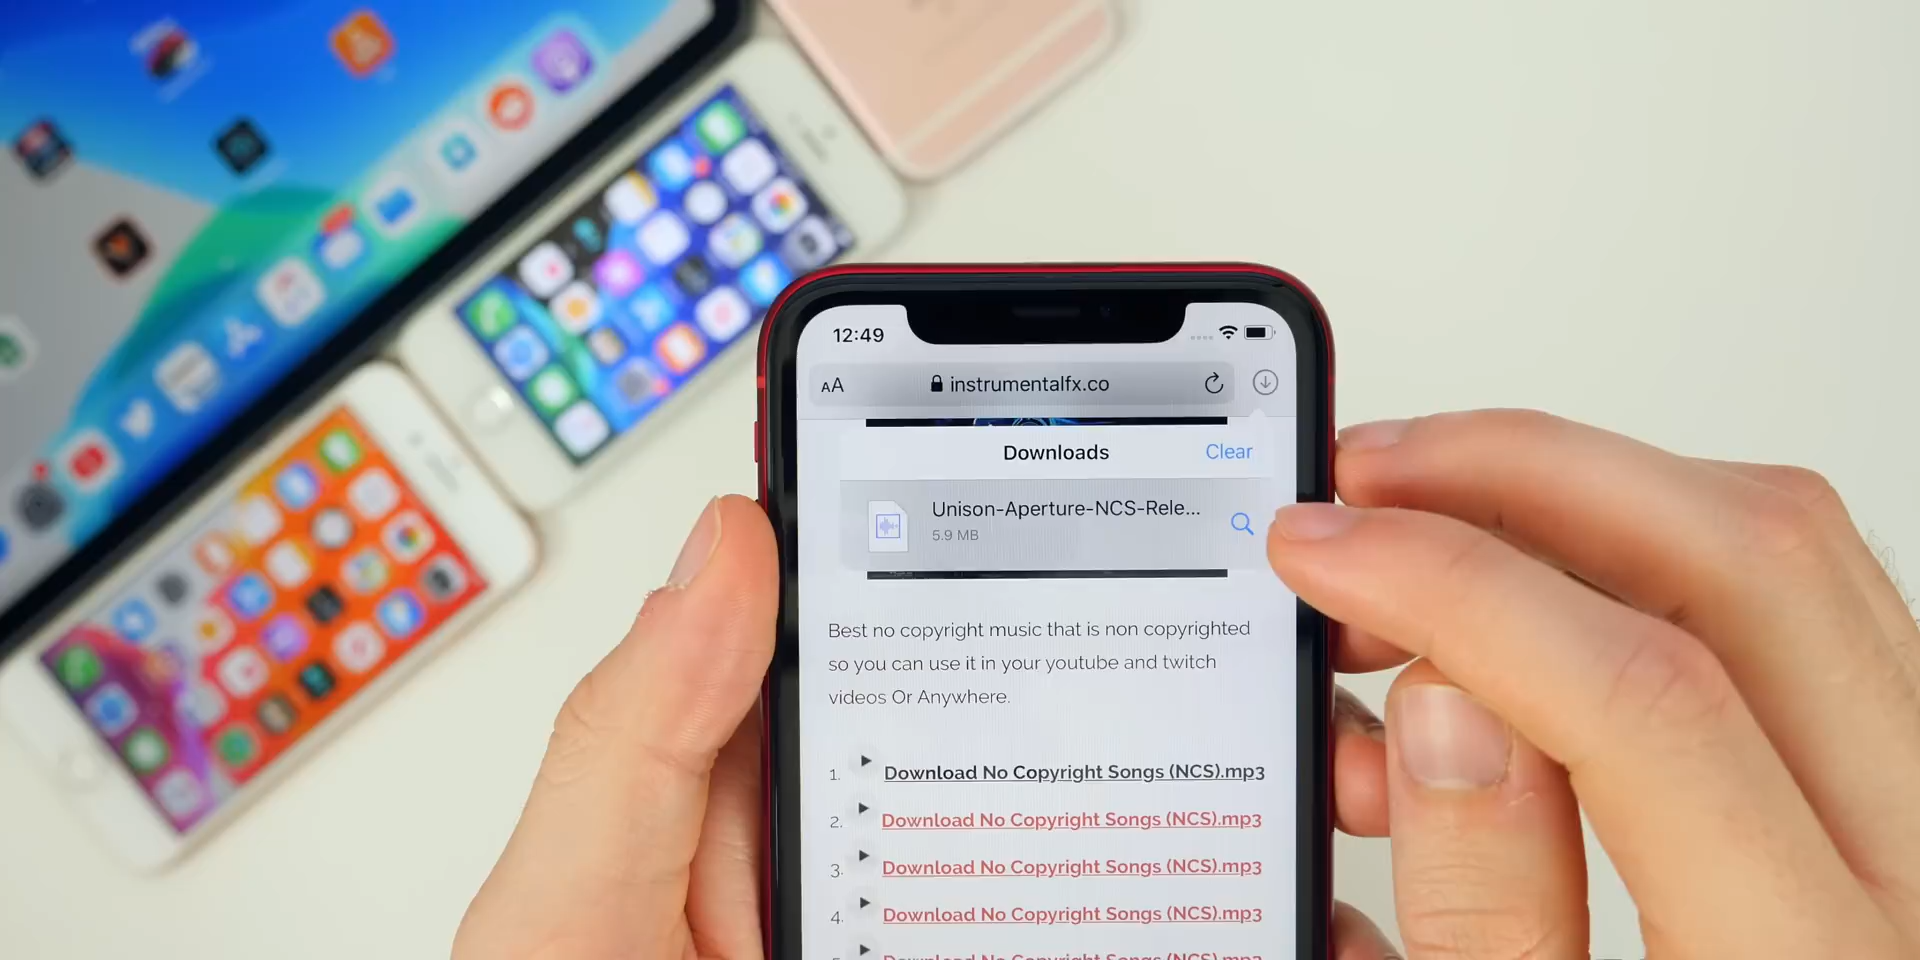 12:49
AA instrumentalfx.co
Downloads Clear
Unison-Aperture-NCS-Rele...
5.9 MB
Best no copyright music that is non copyrighted
so you can use it in your youtube and twitch
videos Or Anywhere.
1. Download No Copyright Songs (NCS).mp3
2. Download No Copyright Songs (NCS).mp3
3. Download No Copyright Songs (NCS).mp3
4. Download No Copyright Songs (NCS).mp3